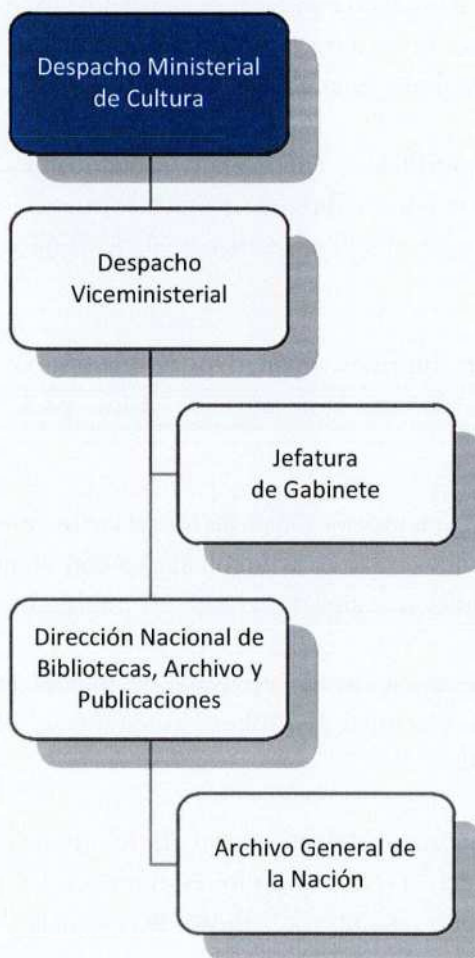 Despacho Ministerial
de Cultura
Despacho
Viceministerial
Jefatura
de Gabinete
Dirección Nacional de
Bibliotecas, Archivo y
Publicaciones
Archivo General de
la Nación